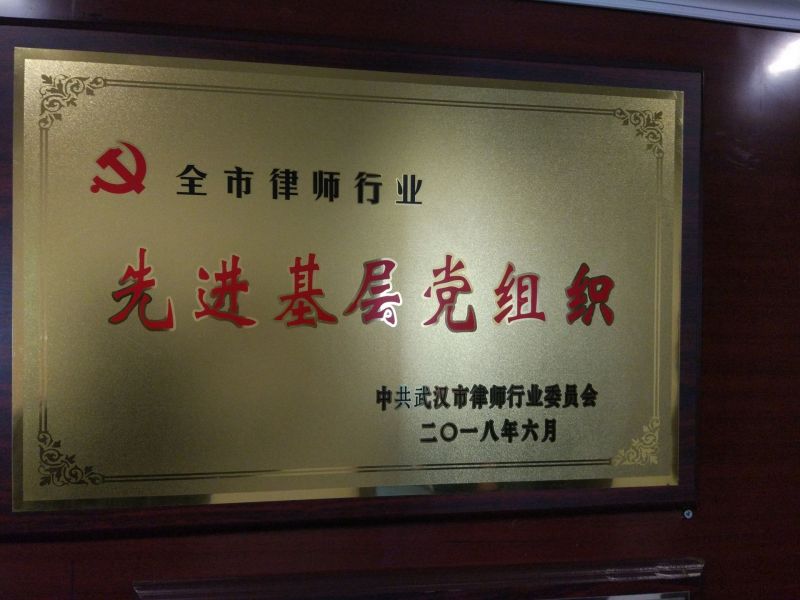 全市律师行业
先进基层党组织
中共武汉市律师行业委员会
二〇一八年六月